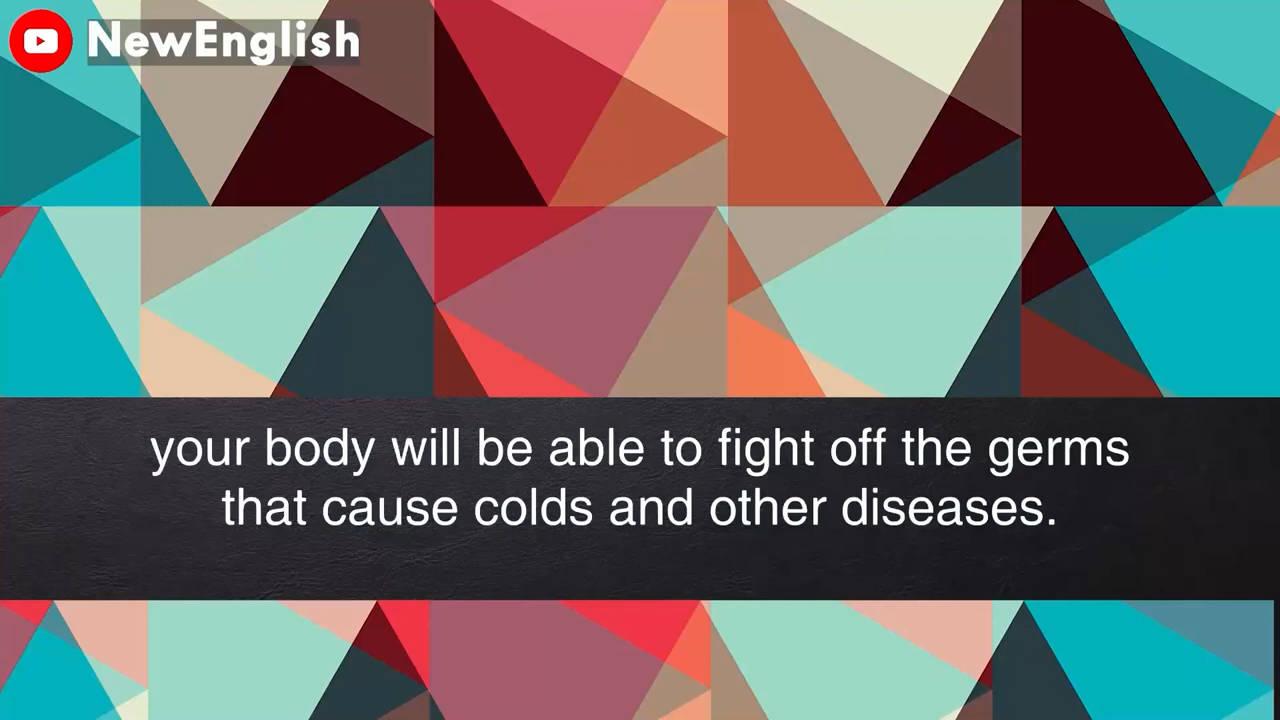 NewEnglish
your body will be able to fight off the germs
that cause colds and other diseases.